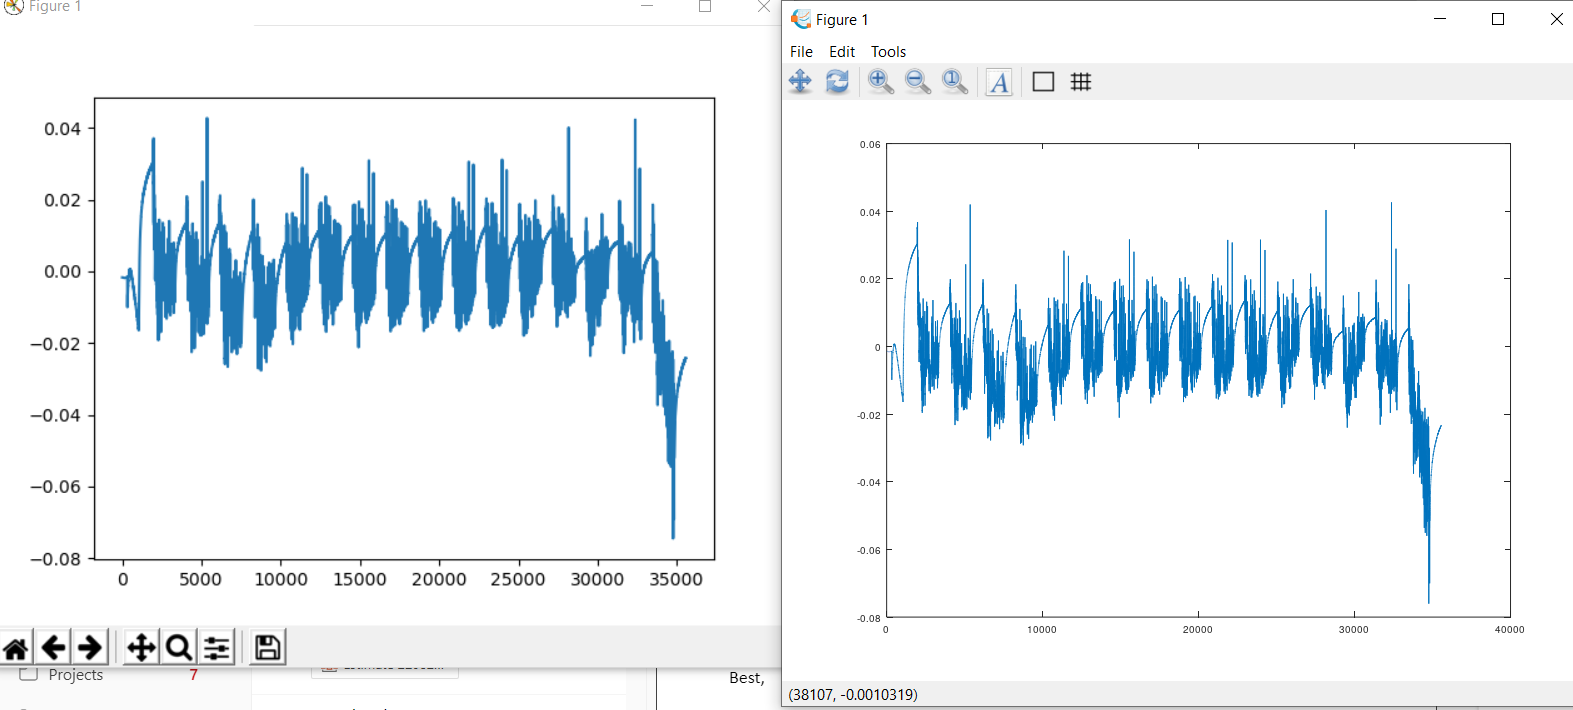 Figure 1
0.04
0.02
0.00
−0.02
−0.04
−0.06
−0.08
0 5000 10000 15000 20000 25000 30000 35000
Projects 7
Best,
Figure 1
File Edit Tools
A
0.06
0.04
0.02
0
-0.02
-0.04
-0.06
-0.08
0 10000 20000 30000 40000
(38107, -0.0010319)